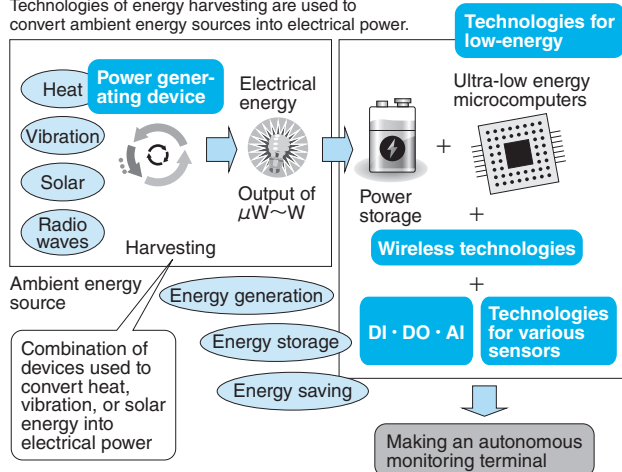 Technologies of energy harvesting are used to
convert ambient energy sources into electrical power.
Technologies for
low-energy
Heat
Power gener-
ating device
Electrical
energy
Ultra-low energy
microcomputers
Vibration
+
Solar
Output of
μW～W
Power
storage
Radio
waves
+
Harvesting
Wireless technologies
Ambient energy
source
+
Energy generation
DI・DO・AI
Technologies
for various
sensors
Energy storage
Combination of
devices used to
convert heat,
vibration, or solar
energy into
electrical power
Energy saving
Making an autonomous
monitoring terminal